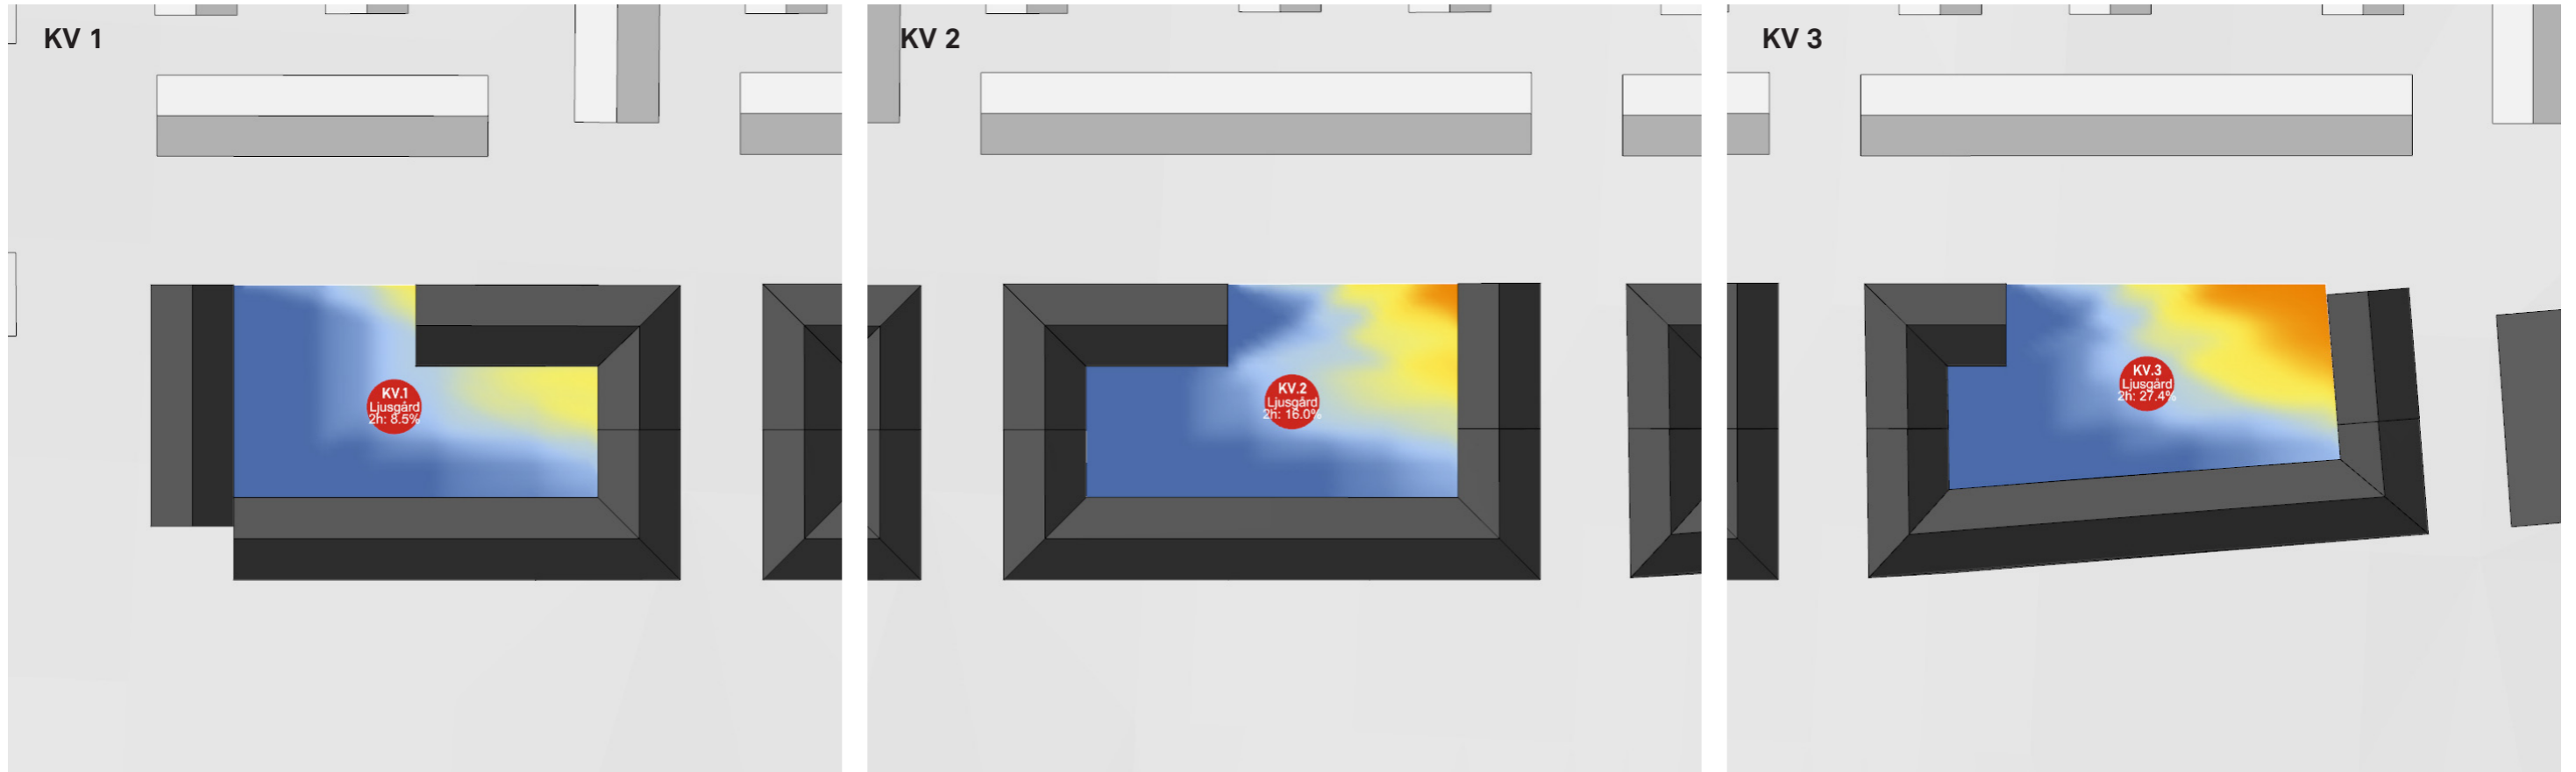 KV 1
KV 2
KV 3
KV.1
Ljusgård
2h: 8.5%
KV.2
Ljusgård
2h: 16.0%
KV.3
Ljusgård
2h: 27.4%